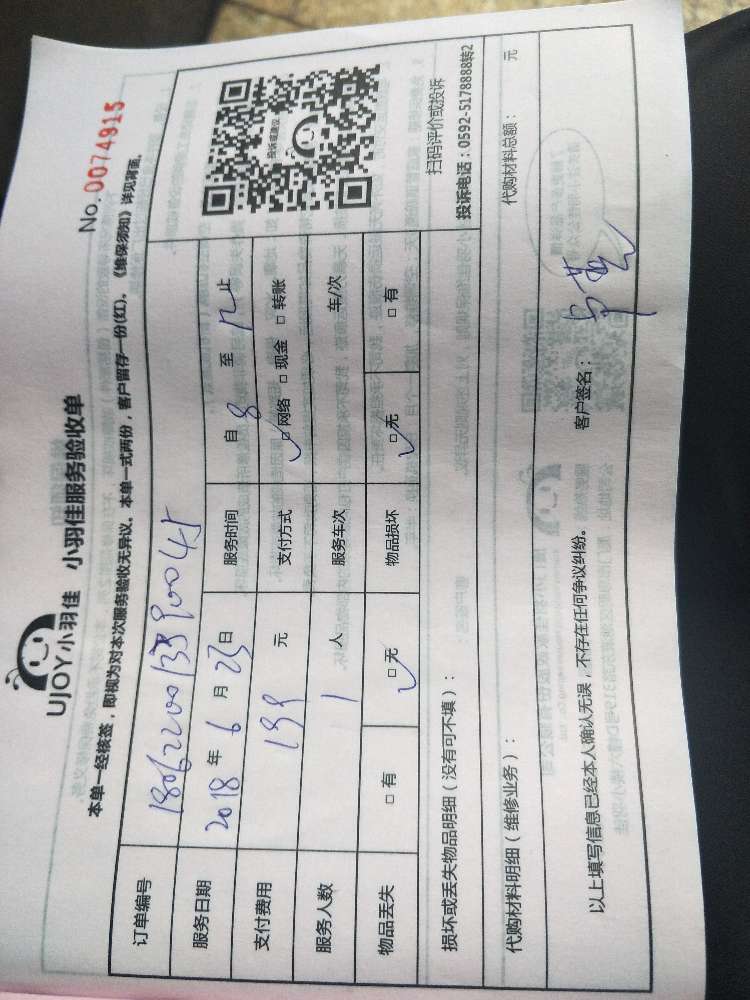 UJOY小羽佳 小羽佳服务验收单
No. 0074915
本单一经核签，即视为对本次服务验收无异议。本单一式两份，客户留存一份(红)。《维保须知》详见背面。
订单编号
服务日期 2018 年 6 月 23 日 服务时间 自 8 至 12 止
支付费用 199 元 支付方式 □ 网络 □ 现金 □ 转账
服务人数 1 人 服务车次 车/次
物品丢失 □ 有 □ 无 物品损坏 □ 无 □ 有
投诉或建议
扫码评价或投诉
投诉电话：0592-5178888转2
损坏或丢失物品明细（没有可不填）：
代购材料明细（维修业务）： 代购材料总额： 元
以上填写信息已经本人确认无误，不存在任何争议纠纷。 客户签名：